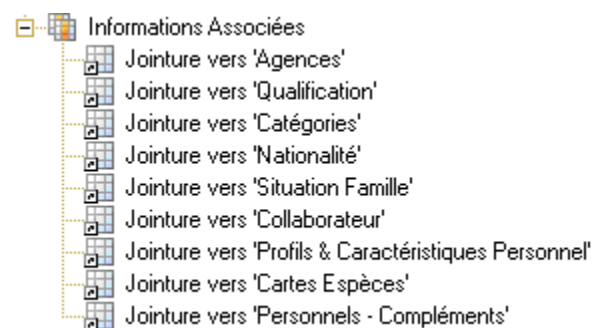 Informations Associées
Jointure vers 'Agences'
Jointure vers 'Qualification'
Jointure vers 'Catégories'
Jointure vers 'Nationalité'
Jointure vers 'Situation Famille'
Jointure vers 'Collaborateur'
Jointure vers 'Profils & Caractéristiques Personnel'
Jointure vers 'Cartes Espèces'
Jointure vers 'Personnels - Compléments'